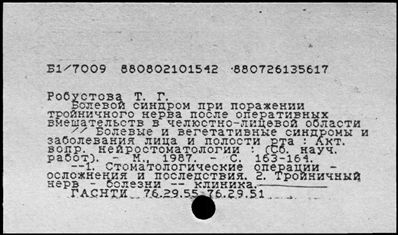 Б1/7009 880802101542 880726135617
Робустова Т. Г.
Болевой синдром при поражении
тройничного нерва после оперативных
вмешательств в челюстно-лицевой области
// Болевые и вегетативные синдромы и
заболевания лица и полости рта : Акт.
вопр. нейростоматологии : (Сб. науч.
работ). - М., 1987. - С. 163-164.
--1. Стоматологические операции -
осложнения и последствия. 2. Тройничный
нерв - болезни -- клиника.
ГАСНТИ 76.29.55 76.29.51